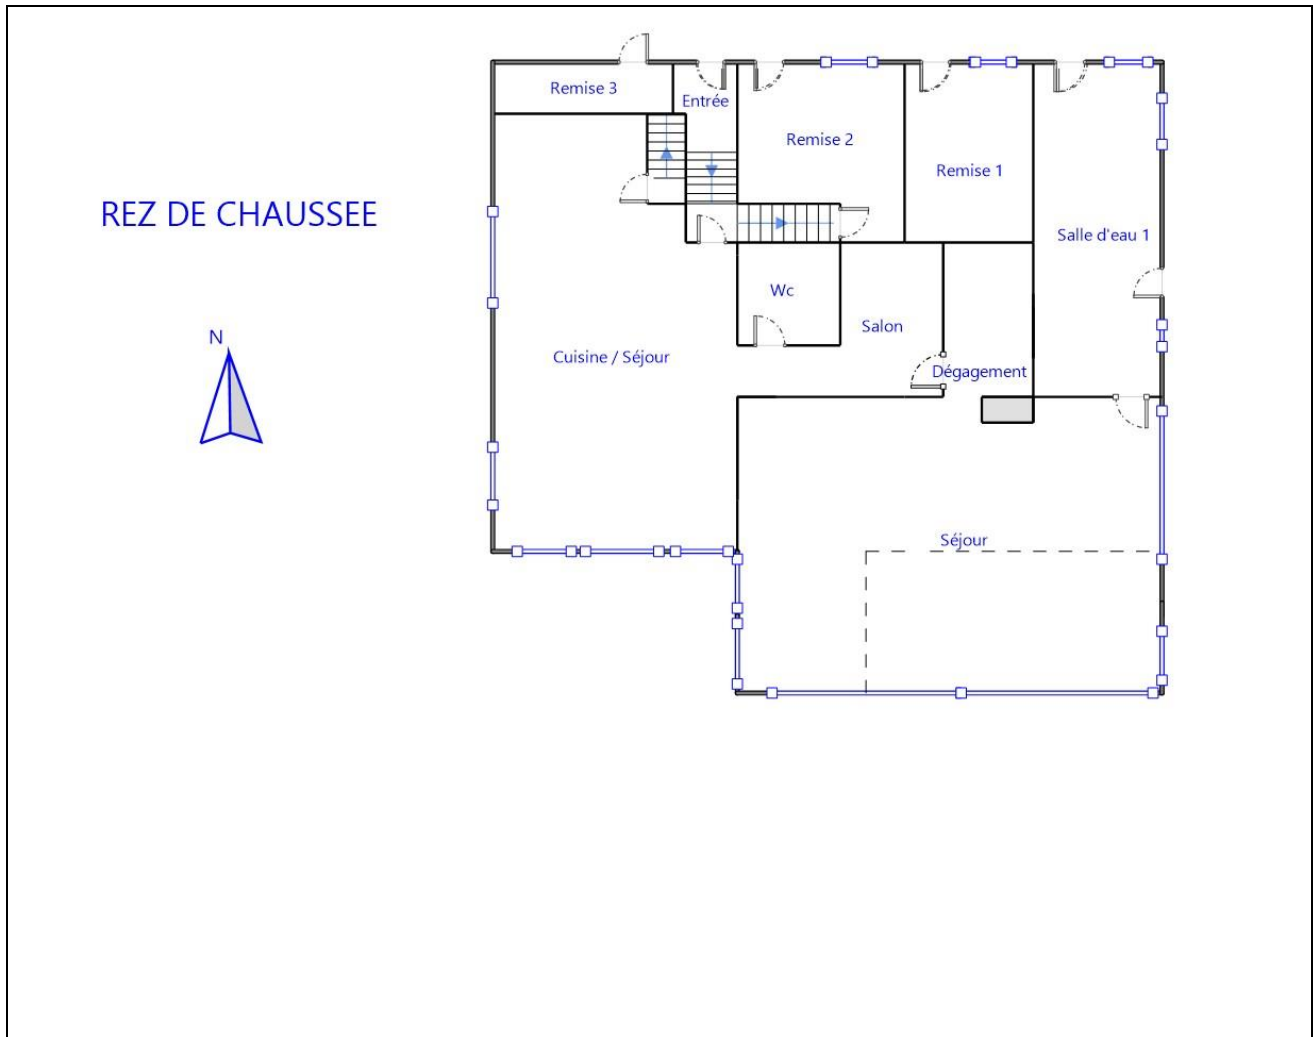 Remise 3
Entrée
Remise 2
Remise 1
REZ DE CHAUSSEE
Salle d'eau 1
Wc
Salon
N
Cuisine / Séjour
Dégagement
Séjour